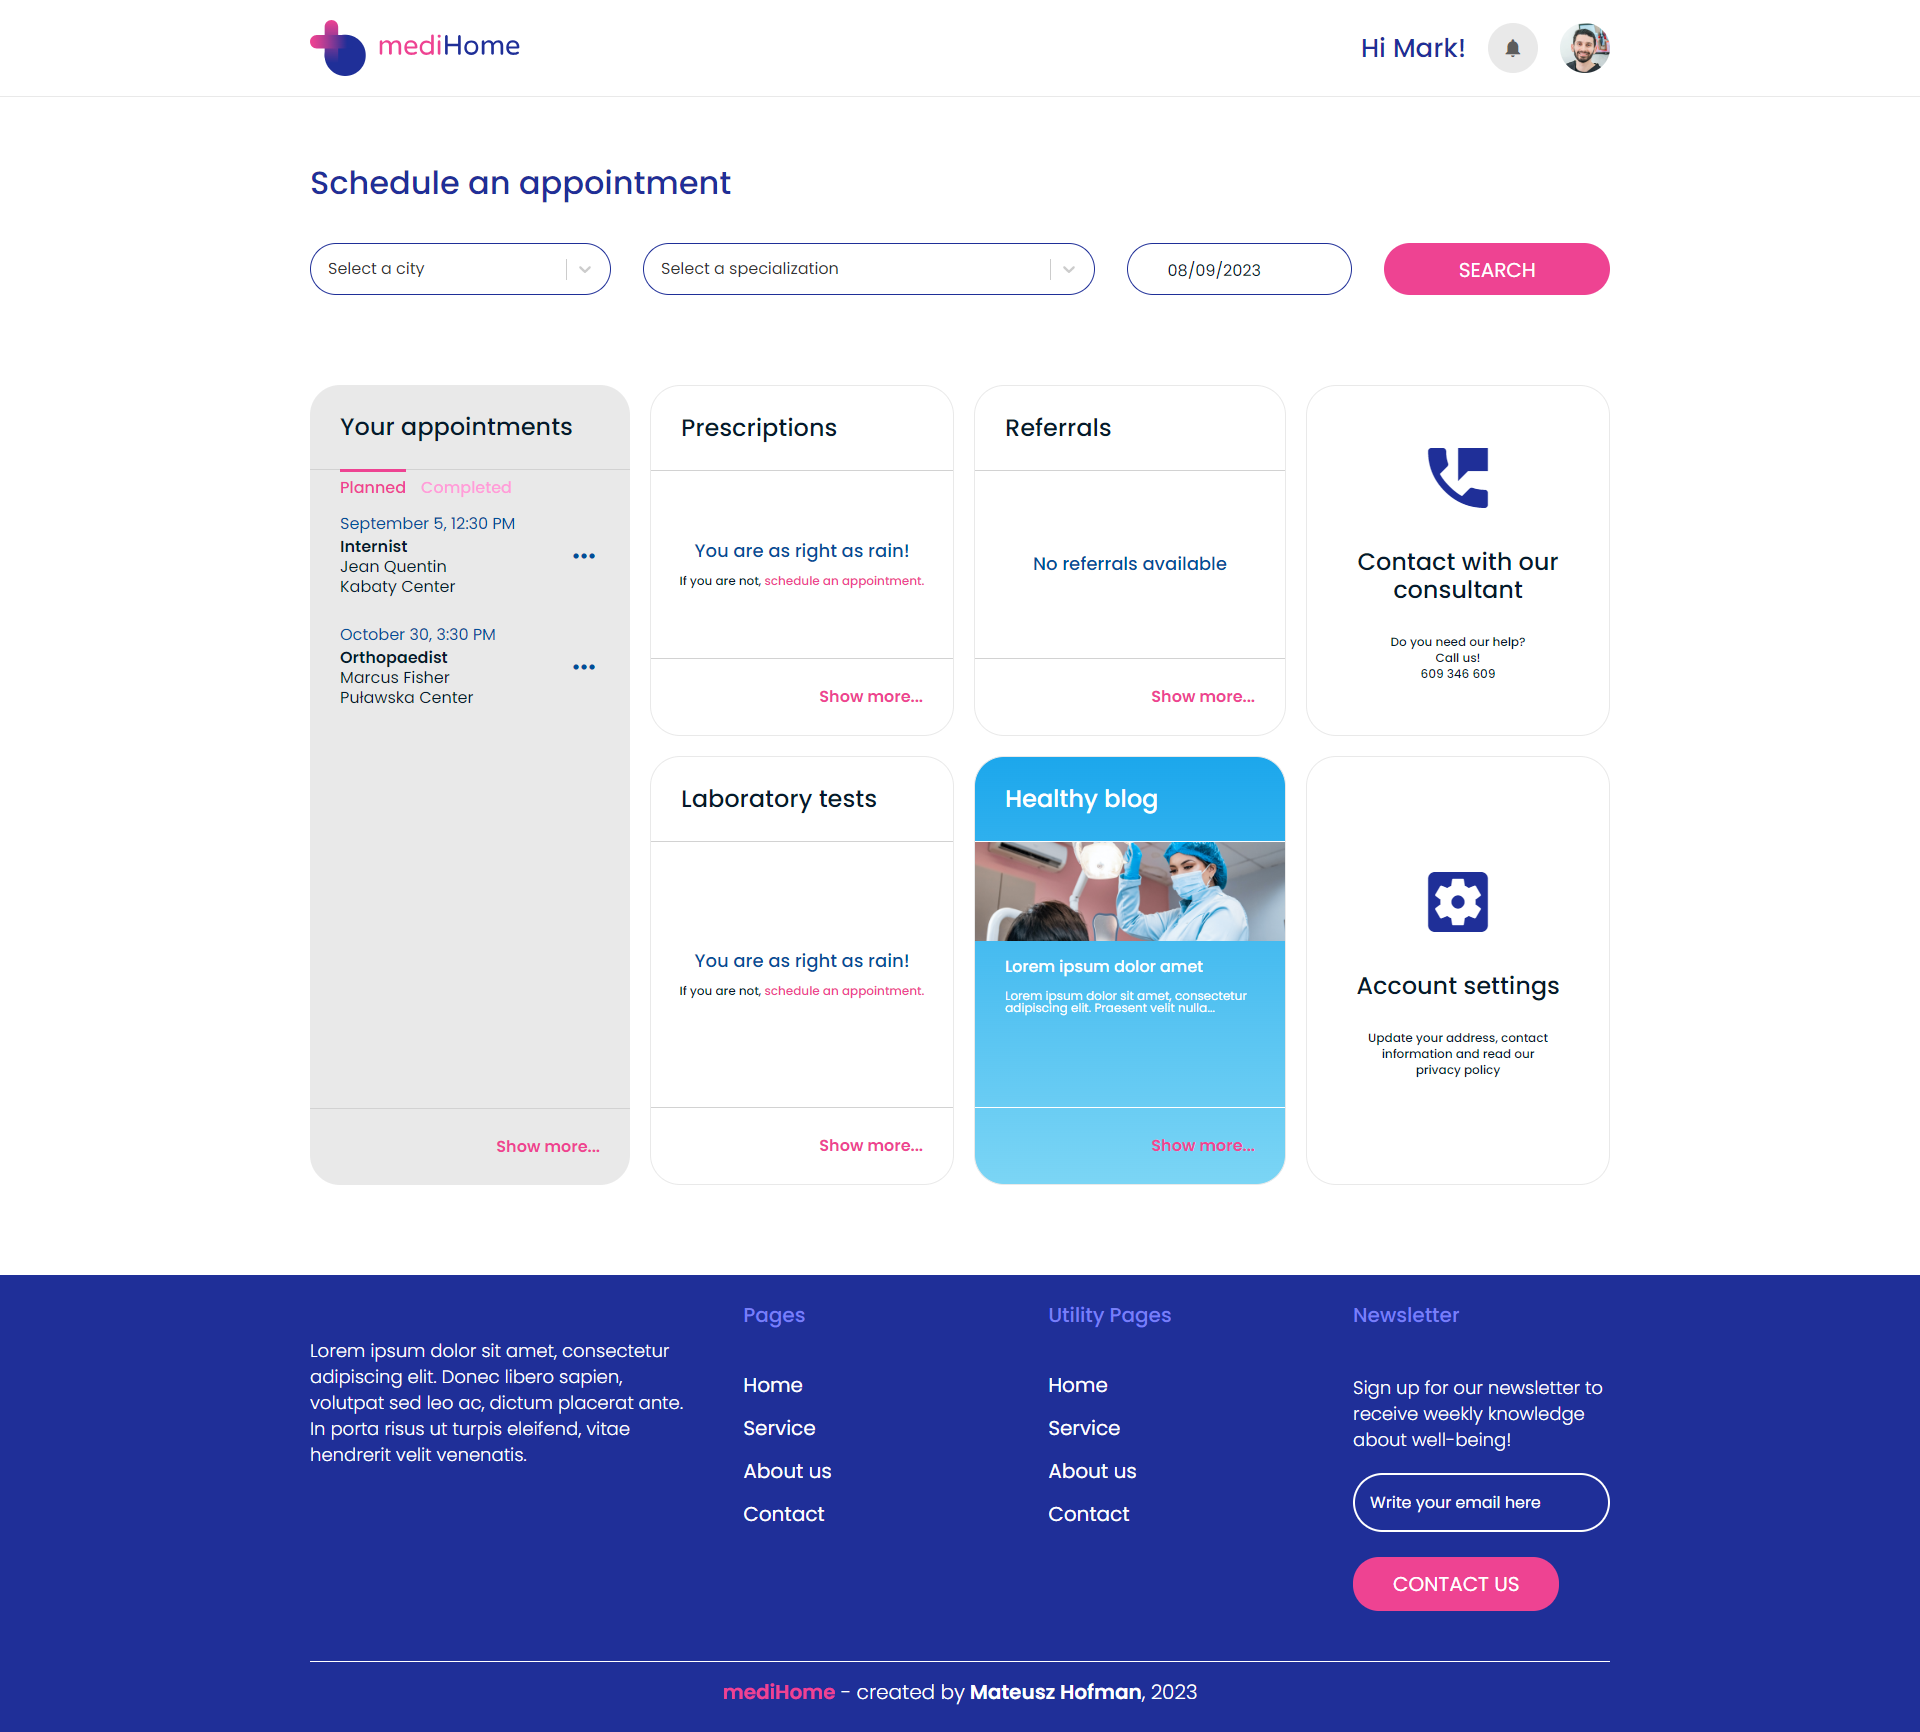 mediHome
Hi Mark!
Schedule an appointment
Select a city
Select a specialization
08/09/2023
SEARCH
Your appointments
Planned Completed
September 5, 12:30 PM
Internist
Jean Quentin
Kabaty Center
October 30, 3:30 PM
Orthopaedist
Marcus Fisher
Puławska Center
Show more...
Prescriptions
You are as right as rain!
If you are not, schedule an appointment.
Show more...
Referrals
No referrals available
Show more...
Contact with our
consultant
Do you need our help?
Call us!
609 346 609
Laboratory tests
You are as right as rain!
If you are not, schedule an appointment.
Show more...
Healthy blog
Lorem ipsum dolor amet
Lorem ipsum dolor sit amet, consectetur
adipiscing elit. Praesent velit nulla...
Show more...
Account settings
Update your address, contact
information and read our
privacy policy
Lorem ipsum dolor sit amet, consectetur
adipiscing elit. Donec libero sapien,
volutpat sed leo ac, dictum placerat ante.
In porta risus ut turpis eleifend, vitae
hendrerit velit venenatis.
Pages
Home
Service
About us
Contact
Utility Pages
Home
Service
About us
Contact
Newsletter
Sign up for our newsletter to
receive weekly knowledge
about well-being!
Write your email here
CONTACT US
mediHome - created by Mateusz Hofman, 2023